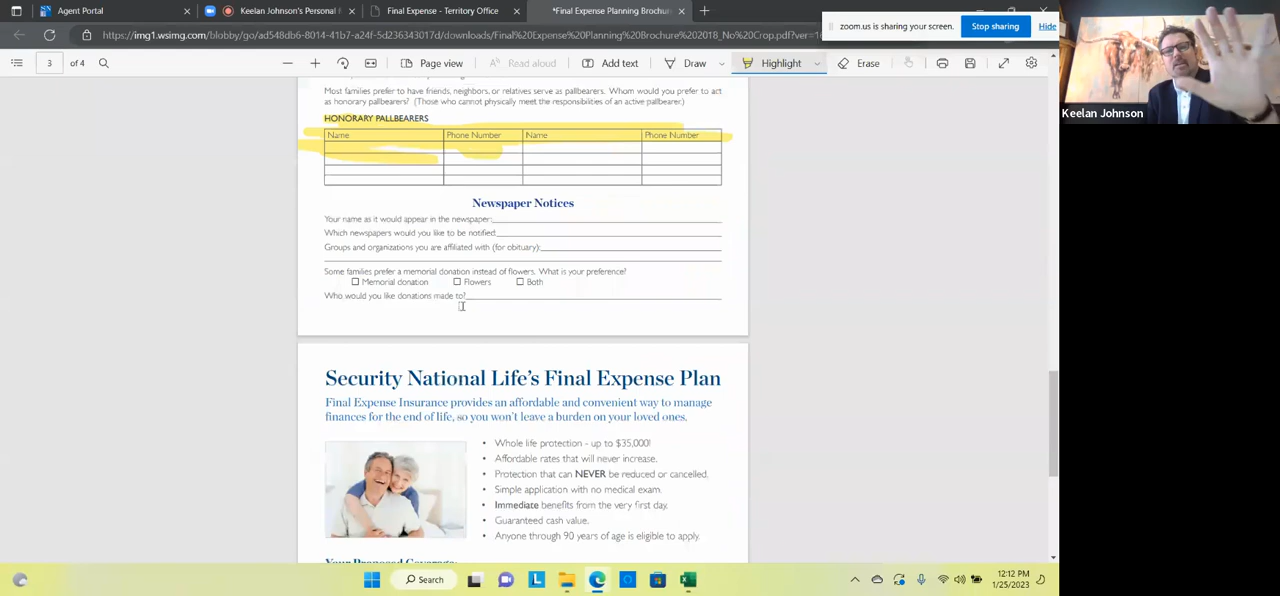 Agent Portal
Keelan Johnson's Personal
Final Expense - Territory Office
*Final Expense Planning Brochur
zoom.us is sharing your screen.
Stop sharing
Hide
https://img1.wsimg.com/blobby/go/ad548db6-8014-41b7-a24f-5d236343017d/downloads/Final%20Expense%20Planning%20Brochure%202018_No%20Crop.pdf?ver=1
3 of 4
Page view
Read aloud
Add text
Draw
Highlight
Erase
Keelan Johnson
Most families prefer to have friends, neighbors, or relatives serve as pallbearers. Whom would you prefer to act
as honorary pallbearers? (Those who cannot physically meet the responsibilities of an active pallbearer.)
HONORARY PALLBEARERS
Name Phone Number Name Phone Number
Newspaper Notices
Your name as it would appear in the newspaper:
Which newspapers would you like to be notified:
Groups and organizations you are affiliated with (for obituary):
Some families prefer a memorial donation instead of flowers. What is your preference?
Memorial donation Flowers Both
Who would you like donations made to?
Security National Life's Final Expense Plan
Final Expense Insurance provides an affordable and convenient way to manage
finances for the end of life, so you won't leave a burden on your loved ones.
• Whole life protection - up to $35,000!
• Affordable rates that will never increase.
• Protection that can NEVER be reduced or cancelled.
• Simple application with no medical exam.
• Immediate benefits from the very first day.
• Guaranteed cash value.
• Anyone through 90 years of age is eligible to apply.
Your Proposed Coverage:
Search
12:12 PM
1/25/2023